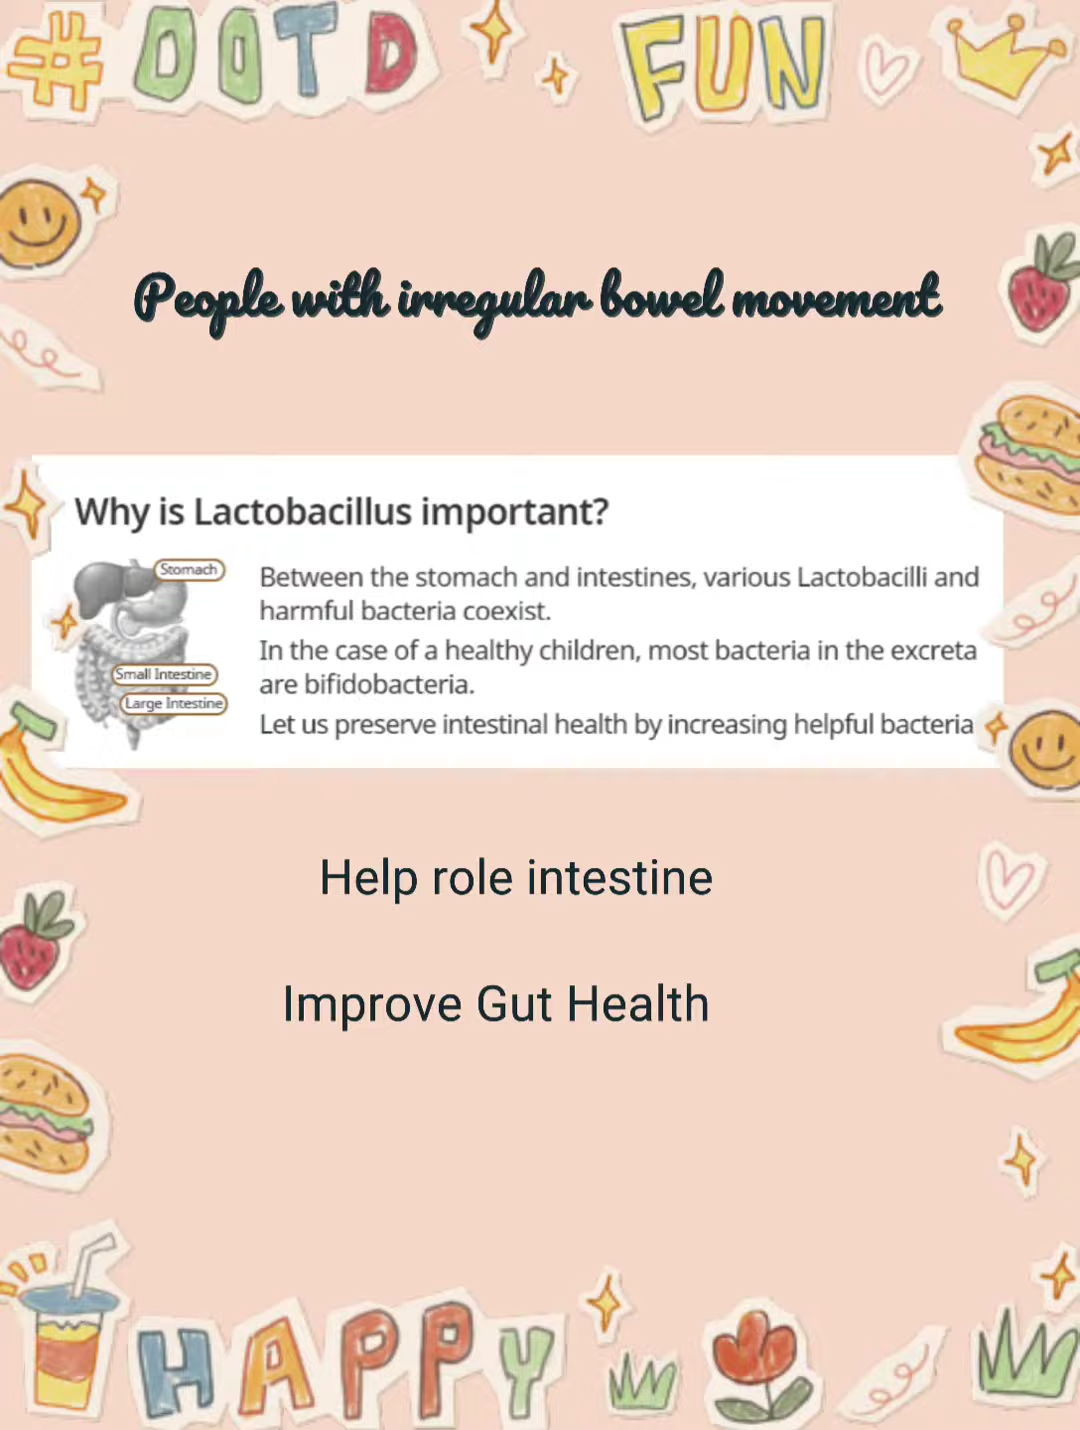 #OOTD FUN
People with irregular bowel movement
Why is Lactobacillus important?
Stomach
Small Intestine
Large Intestine
Between the stomach and intestines, various Lactobacilli and
harmful bacteria coexist.
In the case of a healthy children, most bacteria in the excreta
are bifidobacteria.
Let us preserve intestinal health by increasing helpful bacteria
Help role intestine
Improve Gut Health
HAPPY